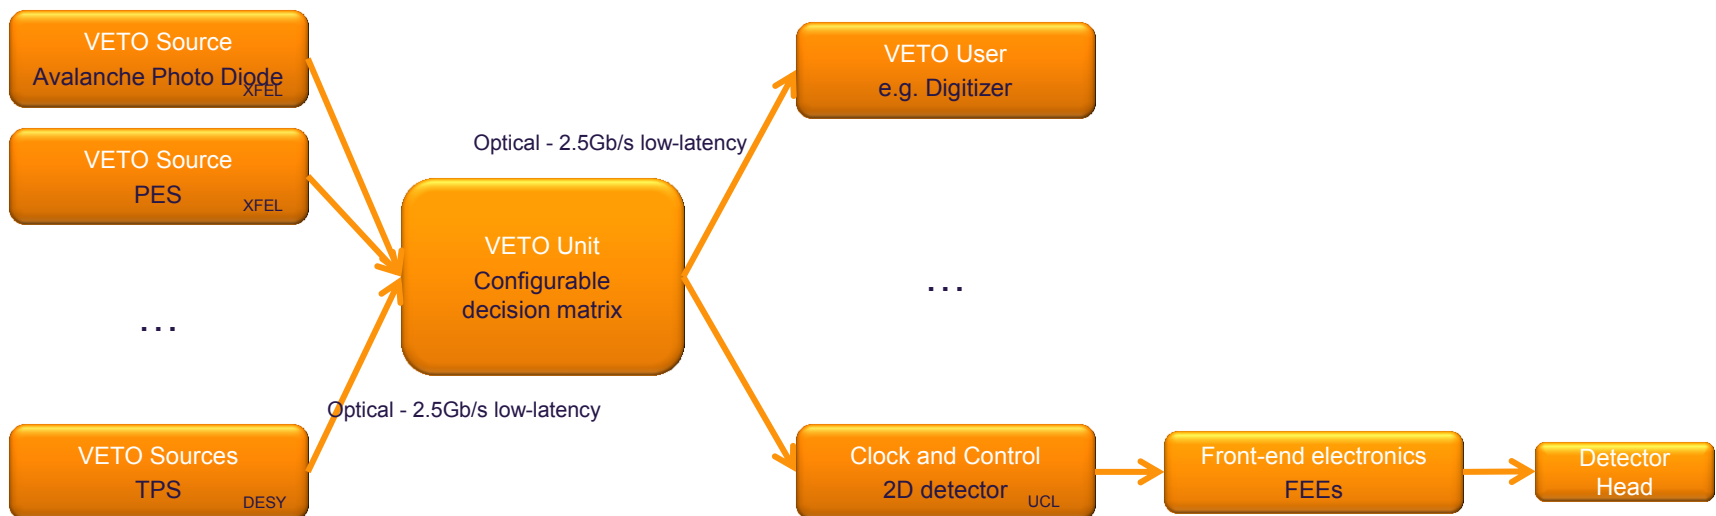 VETO Source
Avalanche Photo Diode
XFEL
VETO Source
PES
XFEL
...
VETO Sources
TPS
DESY
Optical - 2.5Gb/s low-latency
VETO Unit
Configurable
decision matrix
Optical - 2.5Gb/s low-latency
VETO User
e.g. Digitizer
...
Clock and Control
2D detector
UCL
Front-end electronics
FEEs
Detector
Head